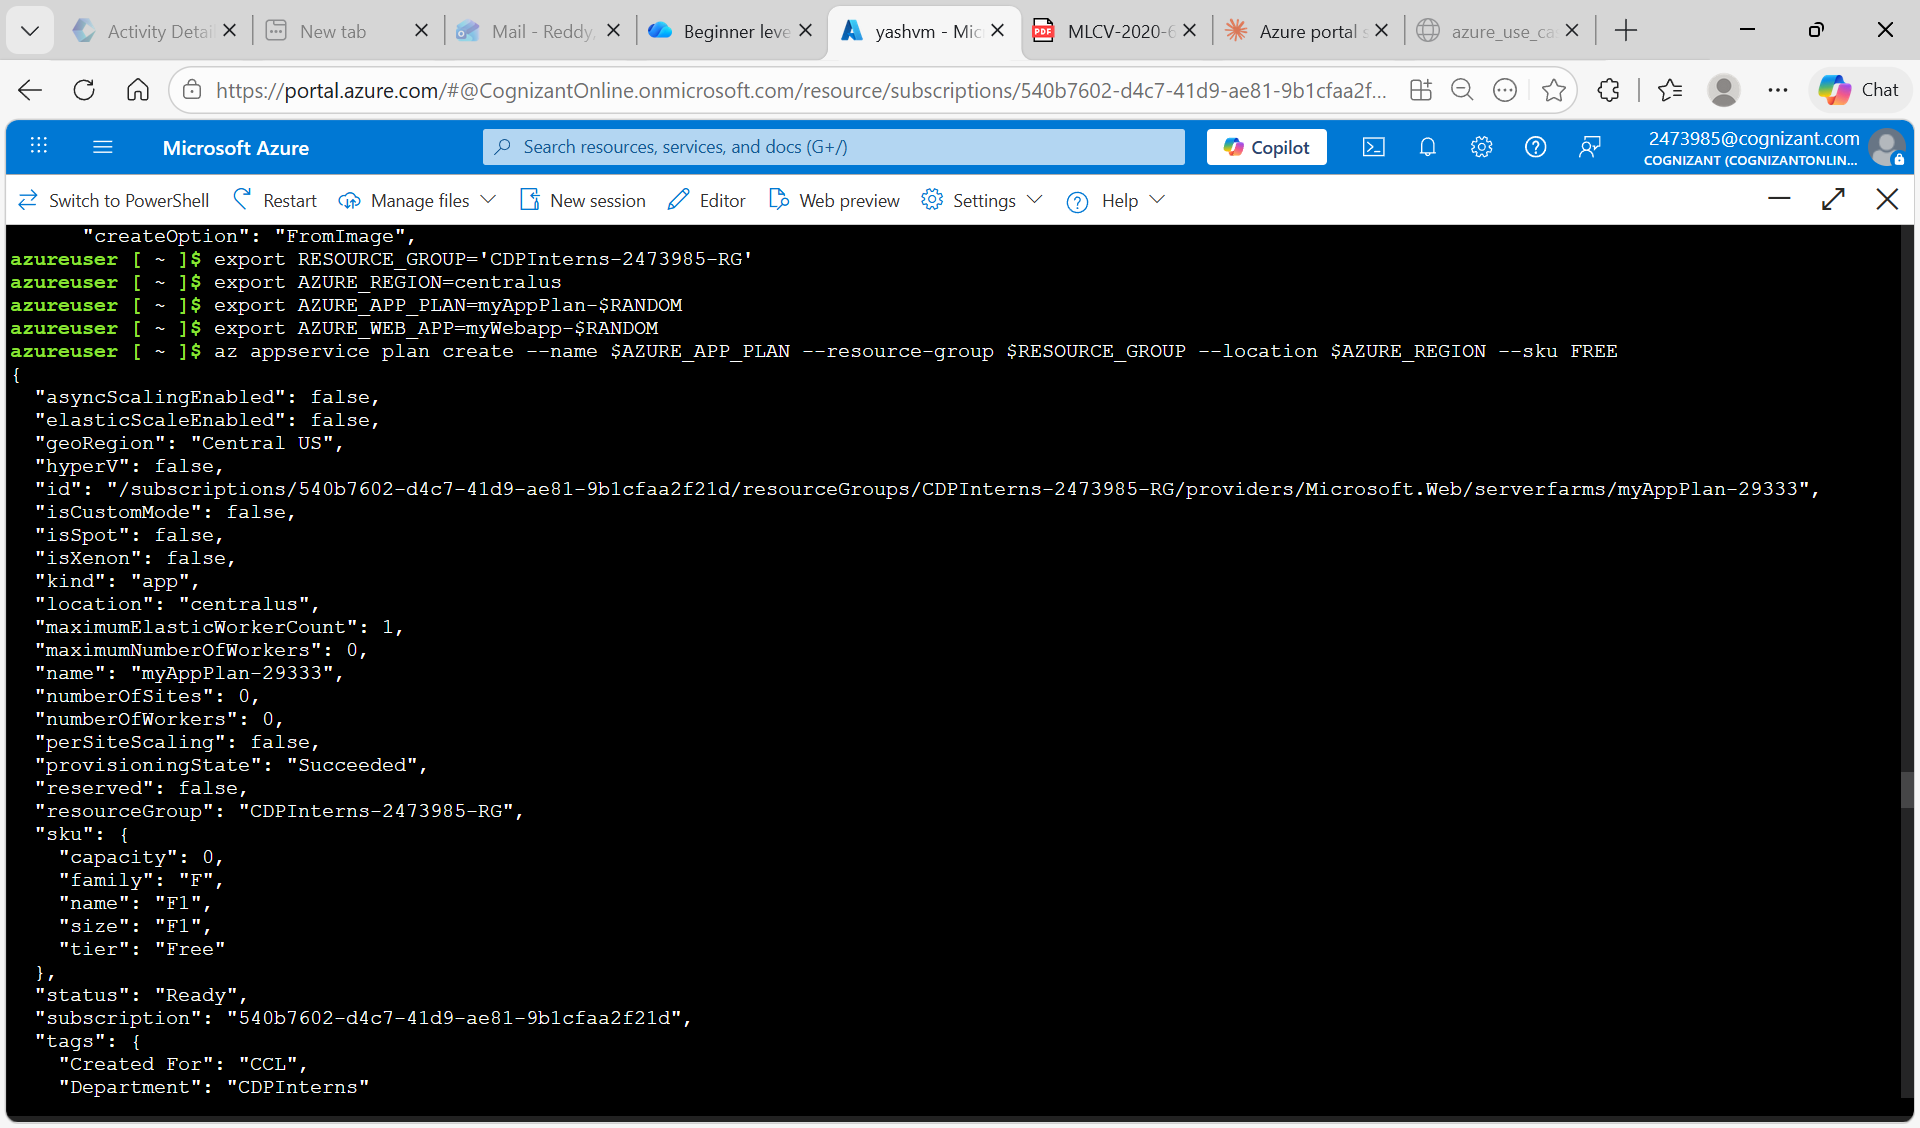 Activity Detai
New tab
Mail - Reddy,
Beginner leve
yashvm - Mic
PDF
MLCV-2020-6
Azure portal s
azure_use_ca
https://portal.azure.com/#@CognizantOnline.onmicrosoft.com/resource/subscriptions/540b7602-d4c7-41d9-ae81-9b1cfaa2f...
Chat
Microsoft Azure
Search resources, services, and docs (G+/)
Copilot
2473985@cognizant.com
COGNIZANT (COGNIZANTONLIN...
Switch to PowerShell
Restart
Manage files
New session
Editor
Web preview
Settings
Help
"createOption": "FromImage",
azureuser [ ~ ]$ export RESOURCE_GROUP='CDPInterns-2473985-RG'
azureuser [ ~ ]$ export AZURE_REGION=centralus
azureuser [ ~ ]$ export AZURE_APP_PLAN=myAppPlan-$RANDOM
azureuser [ ~ ]$ export AZURE_WEB_APP=myWebapp-$RANDOM
azureuser [ ~ ]$ az appservice plan create --name $AZURE_APP_PLAN --resource-group $RESOURCE_GROUP --location $AZURE_REGION --sku FREE
{
"asyncScalingEnabled": false,
"elasticScaleEnabled": false,
"geoRegion": "Central US",
"hyperV": false,
"id": "/subscriptions/540b7602-d4c7-41d9-ae81-9b1cfaa2f21d/resourceGroups/CDPInterns-2473985-RG/providers/Microsoft.Web/serverfarms/myAppPlan-29333",
"isCustomMode": false,
"isSpot": false,
"isXenon": false,
"kind": "app",
"location": "centralus",
"maximumElasticWorkerCount": 1,
"maximumNumberOfWorkers": 0,
"name": "myAppPlan-29333",
"numberOfSites": 0,
"numberOfWorkers": 0,
"perSiteScaling": false,
"provisioningState": "Succeeded",
"reserved": false,
"resourceGroup": "CDPInterns-2473985-RG",
"sku": {
"capacity": 0,
"family": "F",
"name": "F1",
"size": "F1",
"tier": "Free"
},
"status": "Ready",
"subscription": "540b7602-d4c7-41d9-ae81-9b1cfaa2f21d",
"tags": {
"Created For": "CCL",
"Department": "CDPInterns"